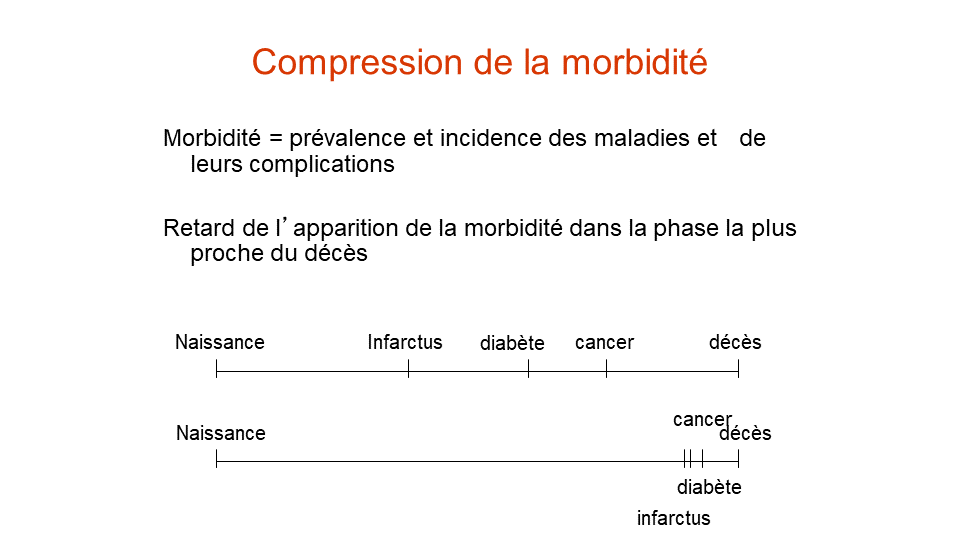 Compression de la morbidité
Morbidité = prévalence et incidence des maladies et de
leurs complications
Retard de l’apparition de la morbidité dans la phase la plus
proche du décès
Naissance Infarctus diabète cancer décès
cancer
Naissance décès
diabète
infarctus